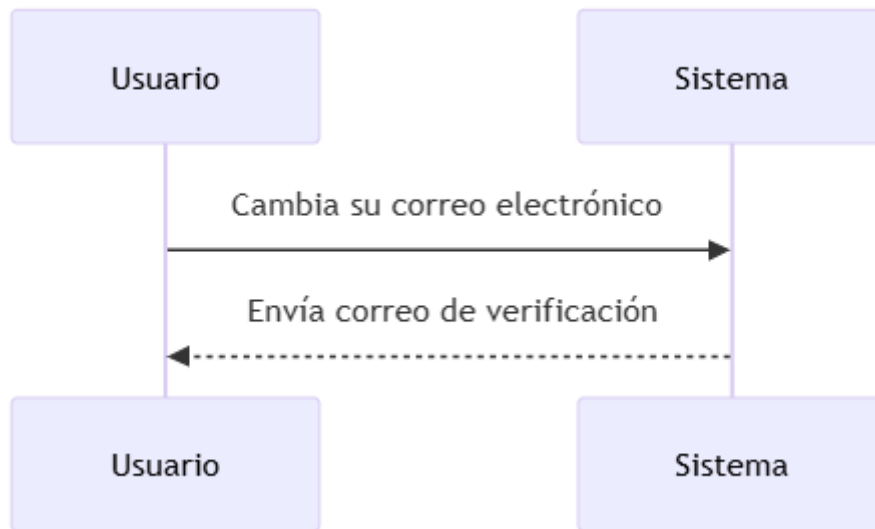 Usuario
Sistema
Cambia su correo electrónico
Envía correo de verificación
Usuario
Sistema